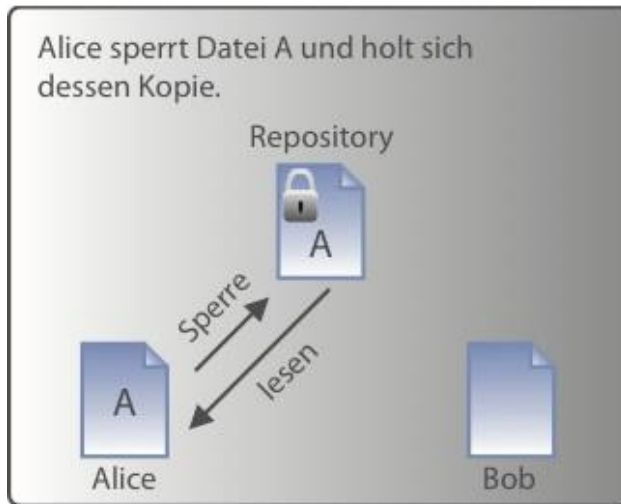 Alice sperrt Datei A und holt sich
dessen Kopie.
Repository
A
Sperre
lesen
A
Alice
Bob